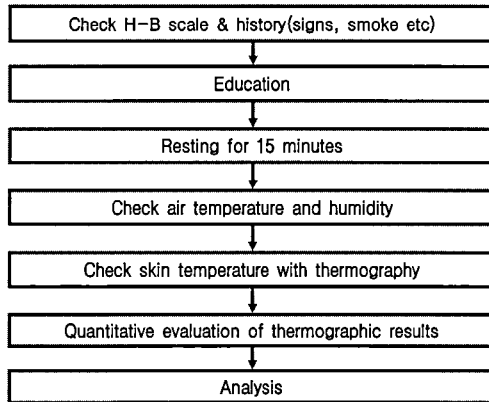 Check H-B scale & history(signs, smoke etc)
Education
Resting for 15 minutes
Check air temperature and humidity
Check skin temperature with thermography
Quantitative evaluation of thermographic results
Analysis